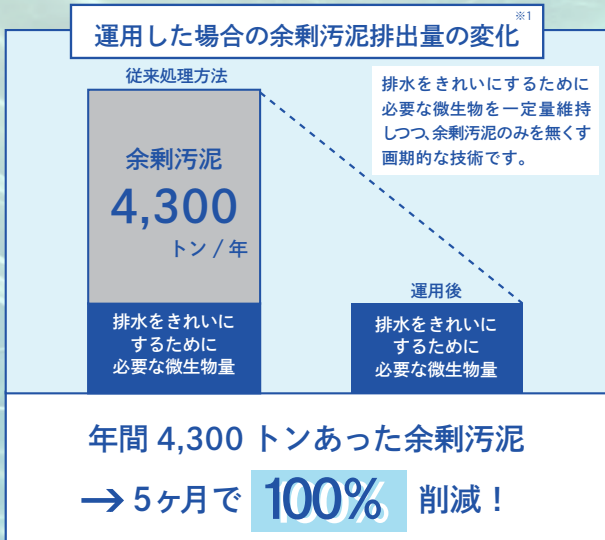 運用した場合の余剰汚泥排出量の変化※1
従来処理方法
排水をきれいにするために
必要な微生物を一定量維持
しつつ、余剰汚泥のみを無くす
画期的な技術です。
余剰汚泥
4,300
トン / 年
排水をきれいに
するために
必要な微生物量
運用後
排水をきれいに
するために
必要な微生物量
年間 4,300 トンあった余剰汚泥
→ 5ヶ月で 100% 削減！